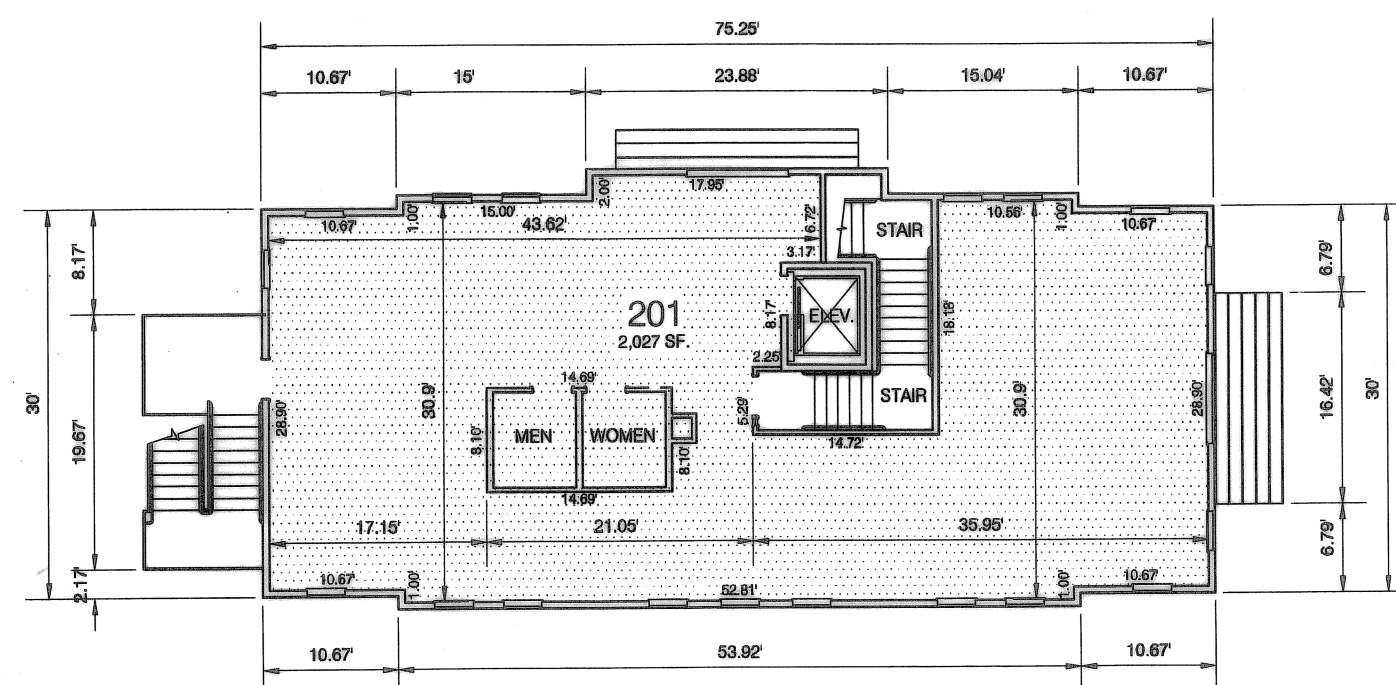 75.25'
10.67' 15' 23.88' 15.04' 10.67'
17.95'
2.00'
10.67' 1.00' 15.00' 10.56' 1.00' 10.67'
43.62' 6.72' STAIR
3.17'
8.17' 6.79'
201
2,027 SF.
8.17' ELEV. 18.18'
2.25'
14.69' STAIR
30' 19.67' 28.90' 30.9' 5.29' 30.9' 28.90' 16.42' 30'
8.10' MEN WOMEN 8.10' 14.72'
14.69'
17.15' 21.05' 35.95'
6.79'
2.17' 10.67' 1.00' 52.81' 1.00' 10.67'
10.67' 53.92' 10.67'